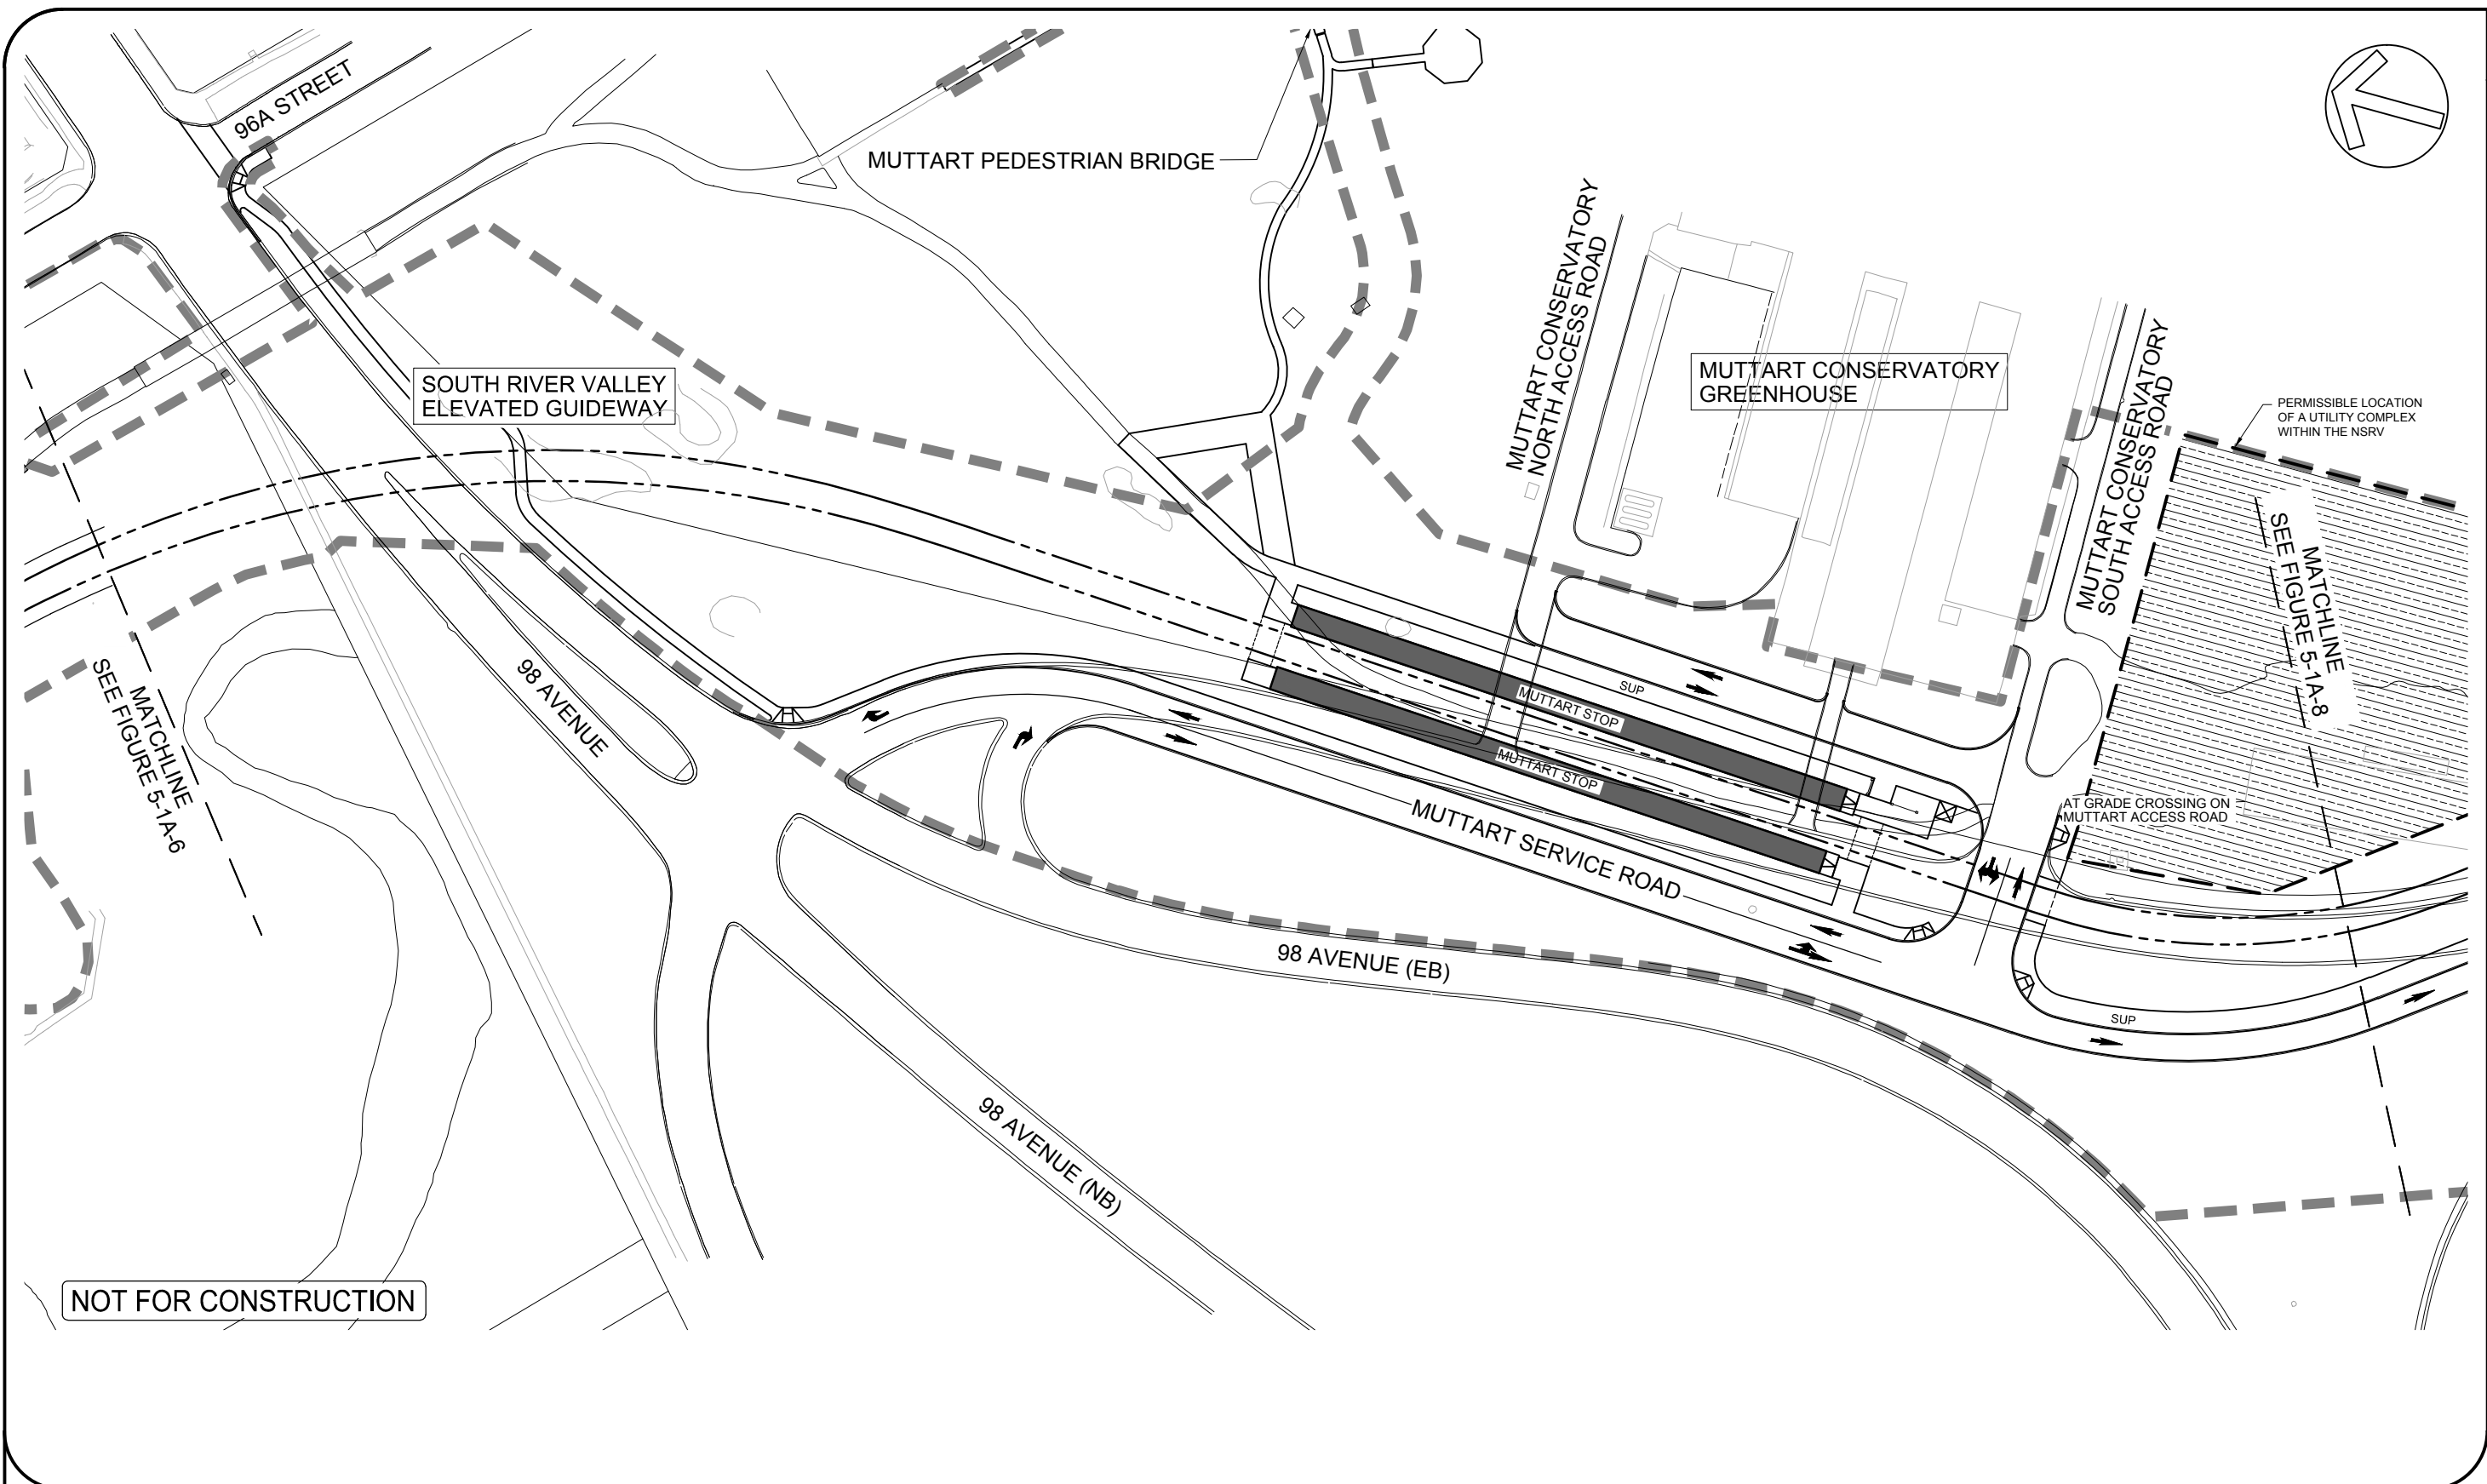 96A STREET
MUTTART PEDESTRIAN BRIDGE
MUTTART CONSERVATORY
NORTH ACCESS ROAD
SOUTH RIVER VALLEY
ELEVATED GUIDEWAY
MUTTART CONSERVATORY
GREENHOUSE
MUTTART CONSERVATORY
SOUTH ACCESS ROAD
PERMISSIBLE LOCATION
OF A UTILITY COMPLEX
WITHIN THE NSRV
MATCHLINE
SEE FIGURE 5-1A-8
MATCHLINE
SEE FIGURE 5-1A-6
98 AVENUE
SUP
MUTTART STOP
MUTTART STOP
MUTTART SERVICE ROAD
AT GRADE CROSSING ON
MUTTART ACCESS ROAD
98 AVENUE (EB)
SUP
98 AVENUE (NB)
NOT FOR CONSTRUCTION